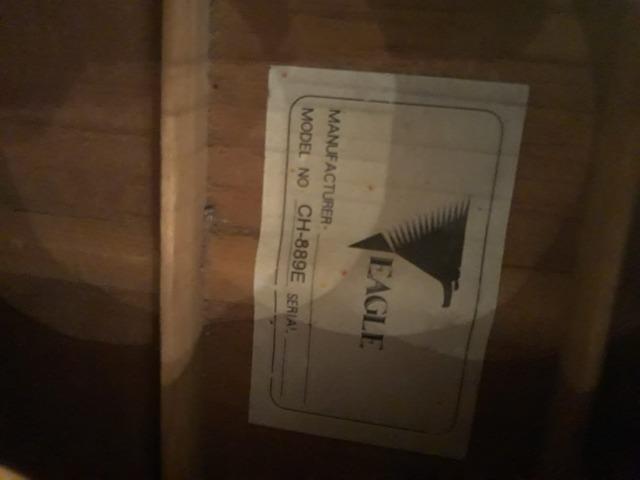 EAGLE
MANUFACTURER-
MODEL NO CH-889E SERIAL